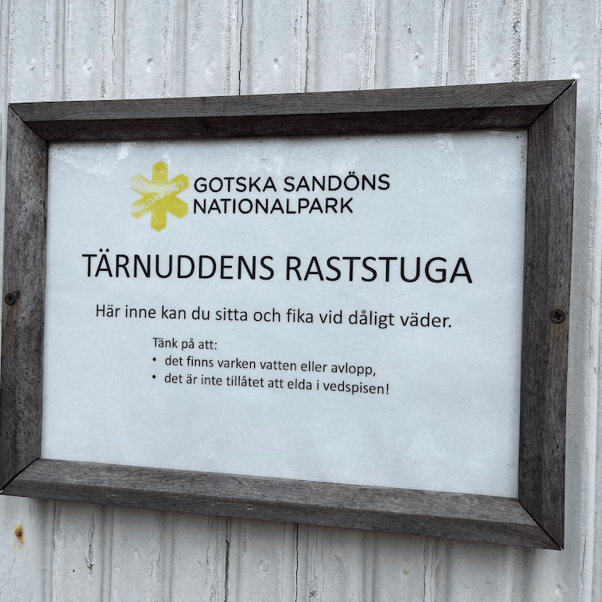 GOTSKA SANDÖNS
NATIONALPARK
TÄRNUDDENS RASTSTUGA
Här inne kan du sitta och fika vid dåligt väder.
Tänk på att:
• det finns varken vatten eller avlopp,
• det är inte tillåtet att elda i vedspisen!